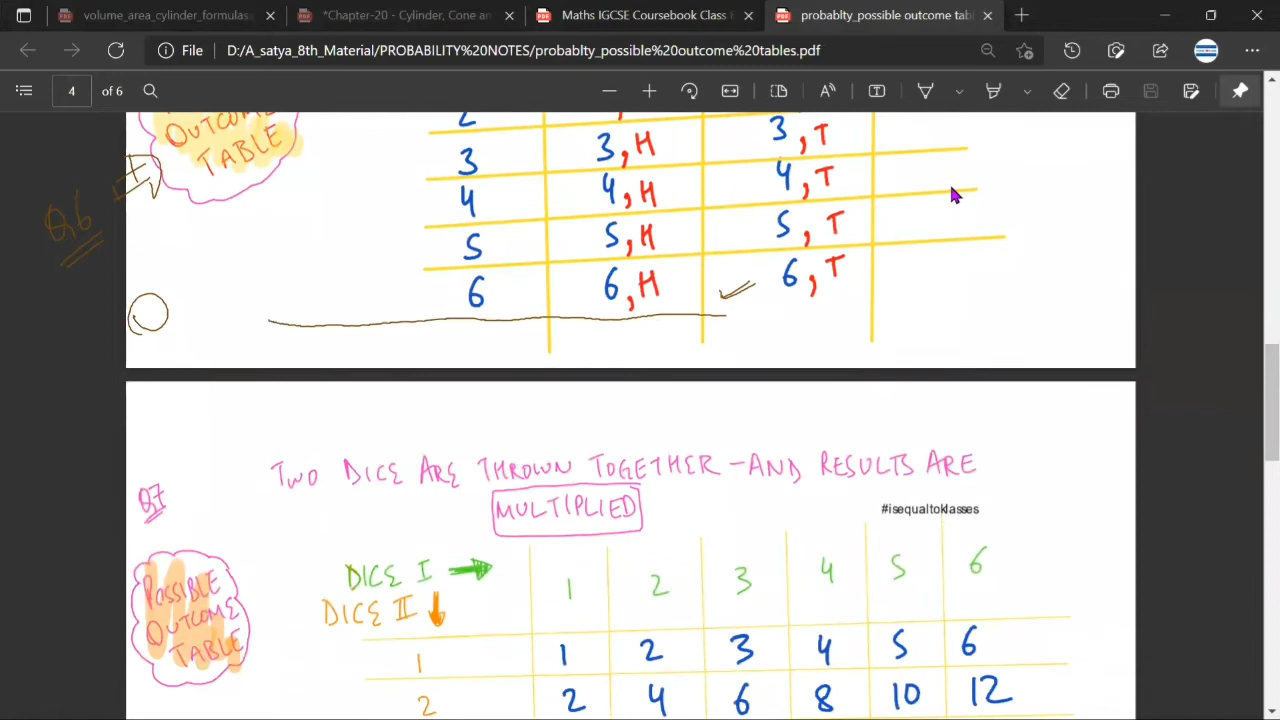 volume_area_cylinder_formulas
*Chapter-20 - Cylinder, Cone an
Maths IGCSE Coursebook Class
probablty_possible outcome tab
File D:/A_satya_8th_Material/PROBABILITY%20NOTES/probablty_possible%20outcome%20tables.pdf
4 of 6
OUTCOME
TABLE
Q6
2
3 3,H 3,T
4 4,H 4,T
5 5,H 5,T
6 6,H 6,T
TWO DICE ARE THROWN TOGETHER - AND RESULTS ARE
MULTIPLIED
Q7
#isequaltoklasses
POSSIBLE
OUTCOME
TABLE
DICE I 1 2 3 4 5 6
DICE II
1 1 2 3 4 5 6
2 2 4 6 8 10 12